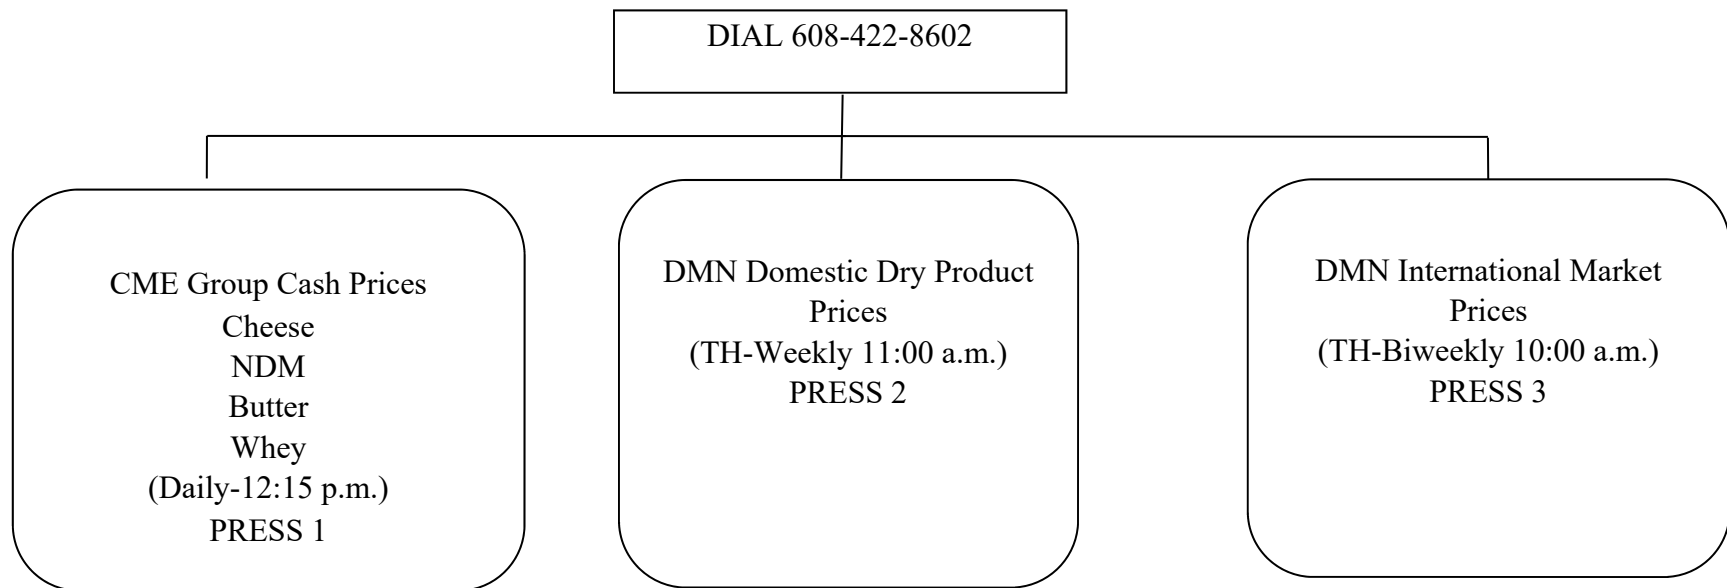 DIAL 608-422-8602
CME Group Cash Prices
Cheese
NDM
Butter
Whey
(Daily-12:15 p.m.)
PRESS 1
DMN Domestic Dry Product
Prices
(TH-Weekly 11:00 a.m.)
PRESS 2
DMN International Market
Prices
(TH-Biweekly 10:00 a.m.)
PRESS 3